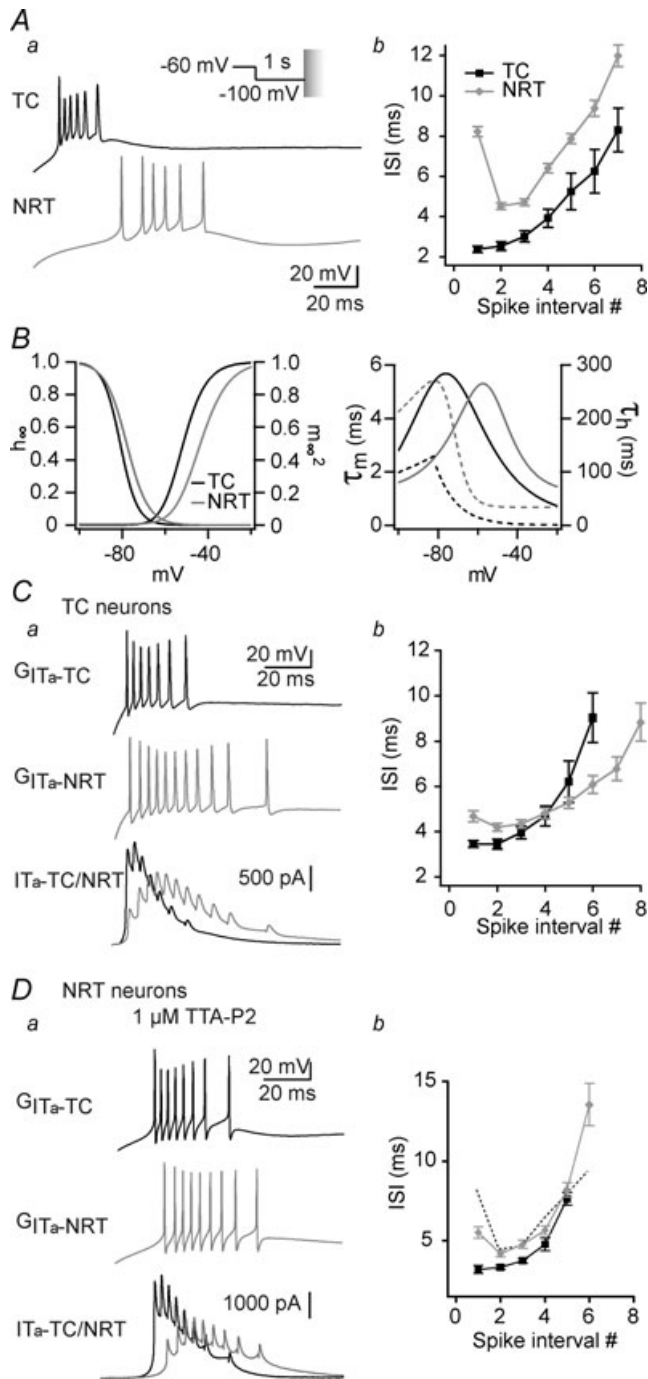 A
a
b
TC
NRT
-60 mV
1 s
-100 mV
20 mV
20 ms
12
10
8
6
4
2
ISI (ms)
TC
NRT
0 2 4 6 8
Spike interval #
B
1.0
0.8
0.6
0.4
0.2
0
h∞
1.0
0.8
0.6
0.4
0.2
0
m∞²
TC
NRT
-80 -40
mV
6
4
2
0
τm (ms)
300
200
100
0
τh (ms)
-80 -40
mV
C TC neurons
a
b
GITa-TC
20 mV
20 ms
GITa-NRT
ITa-TC/NRT
500 pA
12
10
8
6
4
2
ISI (ms)
0 2 4 6 8
Spike interval #
D NRT neurons
a 1 µM TTA-P2
b
GITa-TC
20 mV
20 ms
GITa-NRT
ITa-TC/NRT
1000 pA
15
10
5
ISI (ms)
0 2 4 6 8
Spike interval #